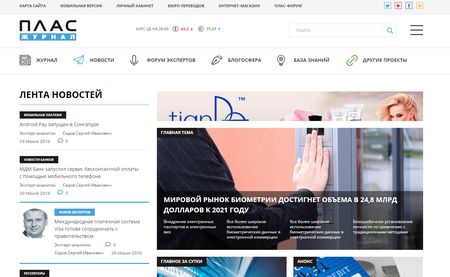 КАРТА САЙТА
МОБИЛЬНАЯ ВЕРСИЯ
ЛИЧНЫЙ КАБИНЕТ
БЮРО ПЕРЕВОДОВ
ИНТЕРНЕТ-МАГАЗИН
ПЛАС-ФОРУМ
ПЛАС
ЖУРНАЛ
КУРС ЦБ НА 28.06:
$ 64,3
€ 71,21
Поиск
ЖУРНАЛ
НОВОСТИ
ФОРУМ ЭКСПЕРТОВ
БЛОГОСФЕРА
БАЗА ЗНАНИЙ
ДРУГИЕ ПРОЕКТЫ
ЛЕНТА НОВОСТЕЙ
МОБИЛЬНЫЕ ПЛАТЕЖИ
Android Pay запущен в Сингапуре
Эксперт-аналитик Седов Сергей Иванович
29 Июня 2016 0
НОВОСТИ БАНКОВ
МДМ Банк запустил сервис бесконтактной оплаты
с помощью мобильного телефона
Эксперт-аналитик Седов Сергей Иванович
29 Июня 2016 0
ФОРУМ ЭКСПЕРТОВ
Международная платежная система
Visa готова сотрудничать с
правительством
Эксперт-аналитик 0
Седов Сергей Иванович 29 Июня 2016
tian
TM
ГЛАВНАЯ ТЕМА
МИРОВОЙ РЫНОК БИОМЕТРИИ ДОСТИГНЕТ ОБЪЕМА В 24,8 МЛРД
ДОЛЛАРОВ К 2021 ГОДУ
Внедрение электронных
паспортов и электронных
виз
Все более широкое
использование
биометрических данных в
электронной коммерции
Все более широкое
использование
биометрических данных в
электронной коммерции
Безошибочное установление
личности по сравнению с
традиционными методами
ГЛАВНОЕ ЗА СУТКИ
АНОНС